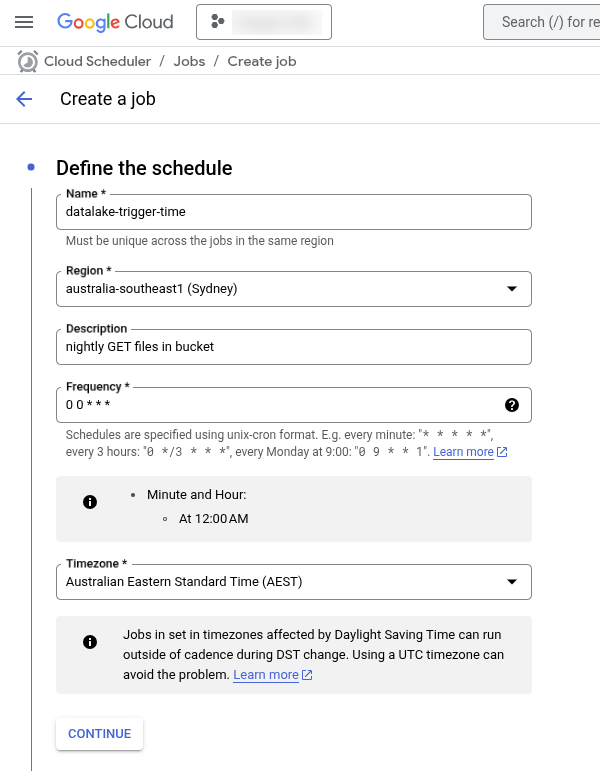 Google Cloud
Search (/) for re
Cloud Scheduler / Jobs / Create job
Create a job
Define the schedule
Name *
datalake-trigger-time
Must be unique across the jobs in the same region
Region *
australia-southeast1 (Sydney)
Description
nightly GET files in bucket
Frequency *
0 0 * * *
Schedules are specified using unix-cron format. E.g. every minute: "* * * * *",
every 3 hours: "0 */3 * * *", every Monday at 9:00: "0 9 * * 1". Learn more
Minute and Hour:
At 12:00 AM
Timezone *
Australian Eastern Standard Time (AEST)
Jobs in set in timezones affected by Daylight Saving Time can run
outside of cadence during DST change. Using a UTC timezone can
avoid the problem. Learn more
CONTINUE